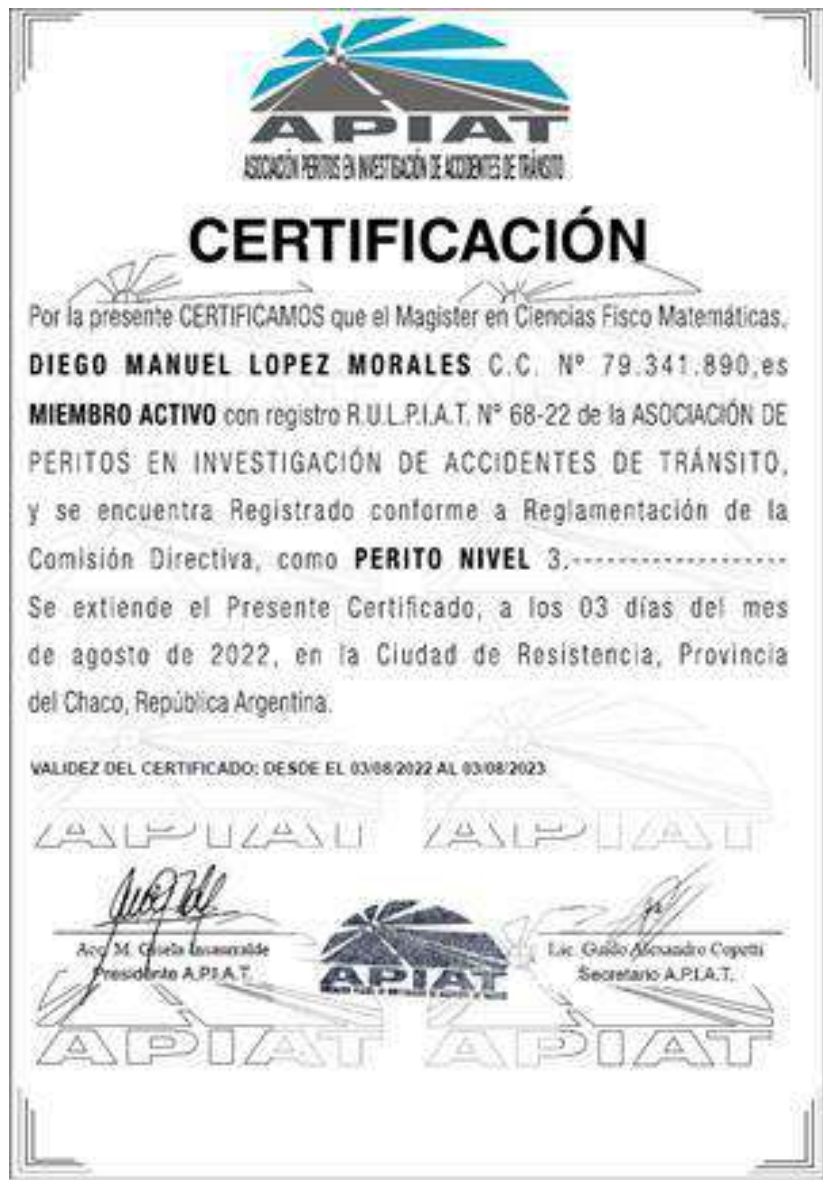 APIAT
ASOCIACIÓN PERITOS EN INVESTIGACIÓN DE ACCIDENTES DE TRÁNSITO
CERTIFICACIÓN
Por la presente CERTIFICAMOS que el Magister en Ciencias Fisco Matemáticas,
DIEGO MANUEL LOPEZ MORALES C.C. Nº 79.341.890,es
MIEMBRO ACTIVO con registro R.U.L.P.I.A.T. Nº 68-22 de la ASOCIACIÓN DE
PERITOS EN INVESTIGACIÓN DE ACCIDENTES DE TRÁNSITO,
y se encuentra Registrado conforme a Reglamentación de la
Comisión Directiva, como PERITO NIVEL 3.-------------------
Se extiende el Presente Certificado, a los 03 días del mes
de agosto de 2022, en la Ciudad de Resistencia, Provincia
del Chaco, República Argentina.
VALIDEZ DEL CERTIFICADO: DESDE EL 03/08/2022 AL 03/08/2023
APIAT APIAT
M. Gisela Insaurralde
Presidente A.P.I.A.T.
APIAT
Lic. Guido Alessandro Copetti
Secretario A.P.I.A.T.
APIAT APIAT